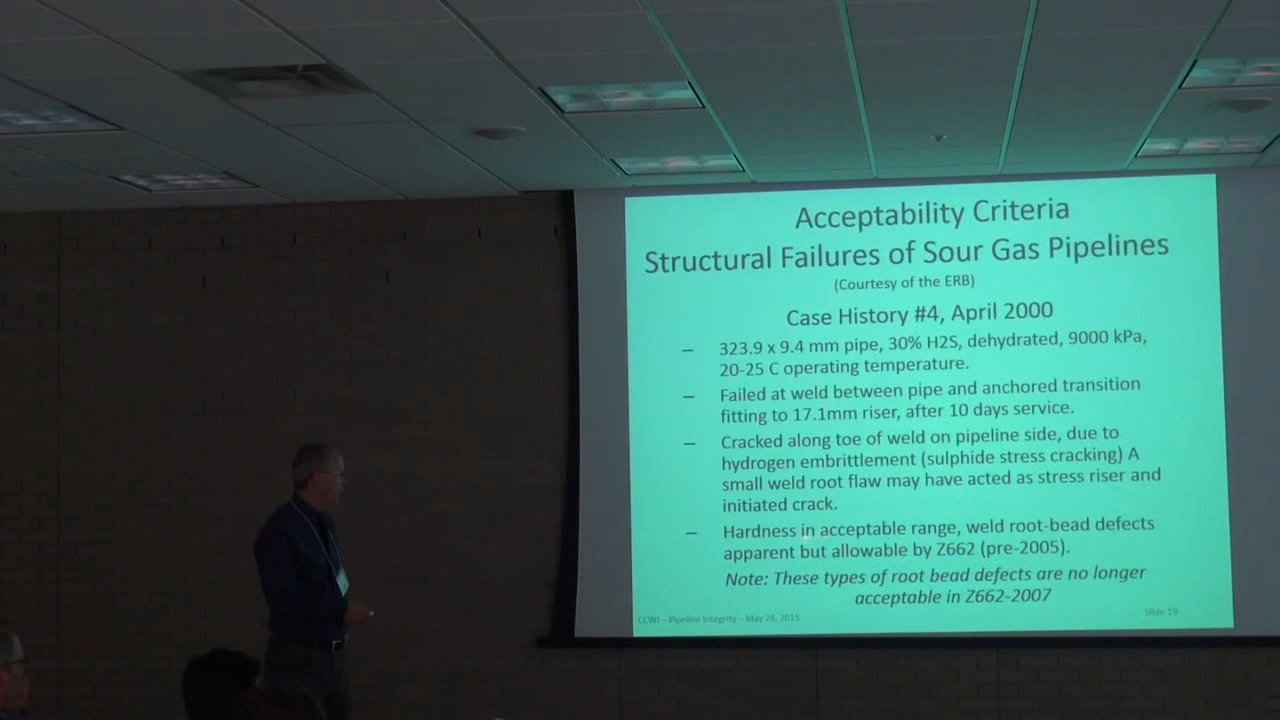 Acceptability Criteria
Structural Failures of Sour Gas Pipelines
(Courtesy of the ERB)
Case History #4, April 2000
– 323.9 x 9.4 mm pipe, 30% H2S, dehydrated, 9000 kPa,
20-25 C operating temperature.
– Failed at weld between pipe and anchored transition
fitting to 17.1mm riser, after 10 days service.
– Cracked along toe of weld on pipeline side, due to
hydrogen embrittlement (sulphide stress cracking) A
small weld root flaw may have acted as stress riser and
initiated crack.
– Hardness in acceptable range, weld root-bead defects
apparent but allowable by Z662 (pre-2005).
Note: These types of root bead defects are no longer
acceptable in Z662-2007
CCWI – Pipeline Integrity – May 28, 2015
Slide 19